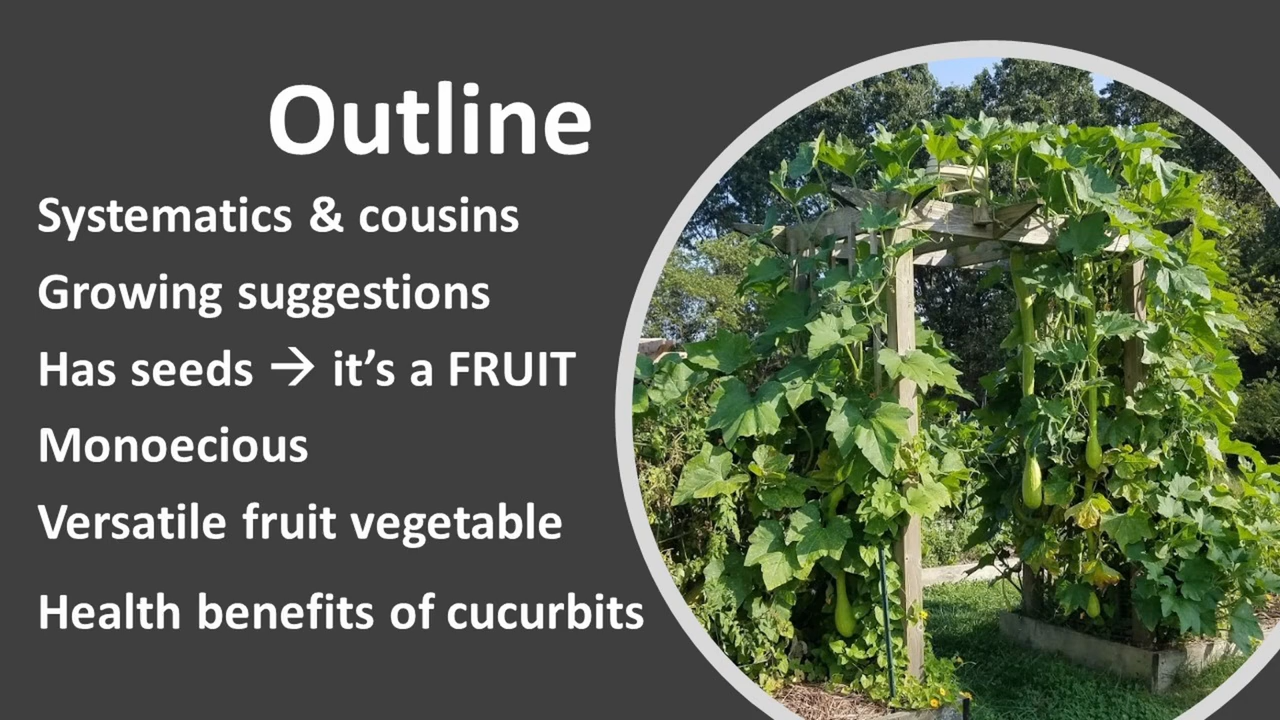 Outline
Systematics & cousins
Growing suggestions
Has seeds → it's a FRUIT
Monoecious
Versatile fruit vegetable
Health benefits of cucurbits